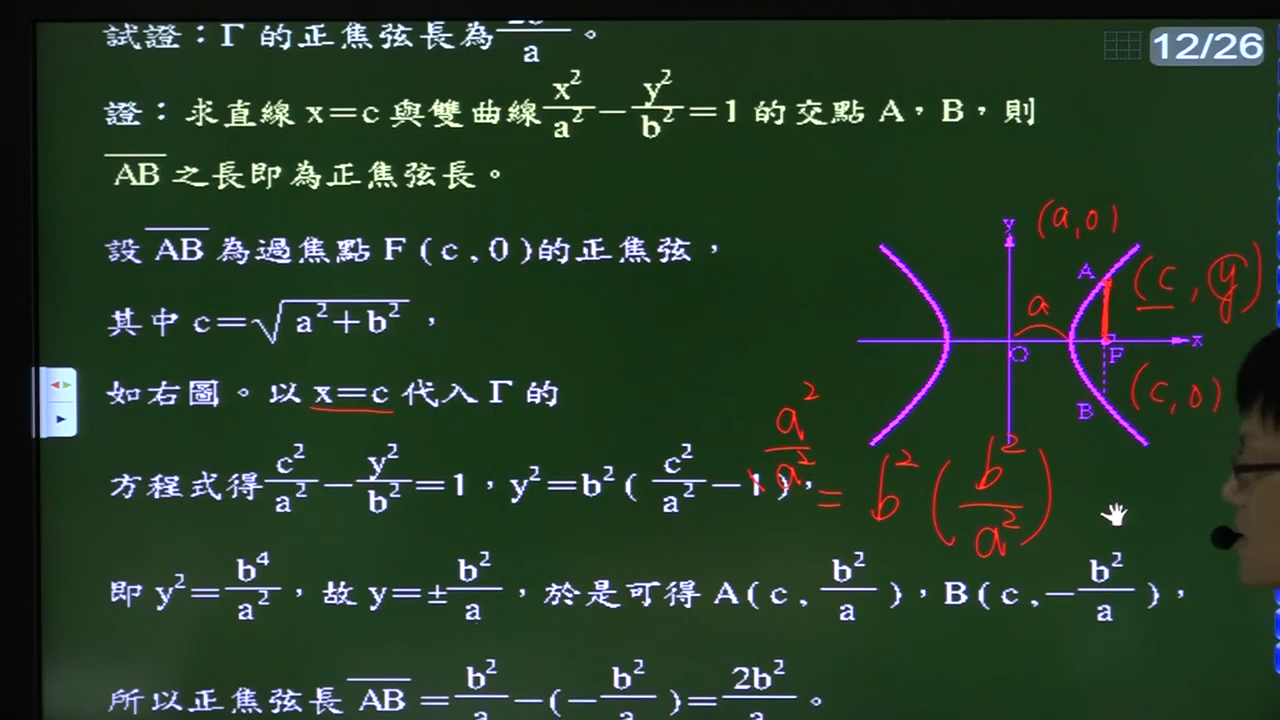 試證：Γ 的正焦弦長為 2b²/a。
12/26
證：求直線 x=c 與雙曲線 x²/a² − y²/b² =1 的交點 A，B，則
AB 之長即為正焦弦長。
設 AB 為過焦點 F(c,0)的正焦弦，
其中 c=√(a²+b²)，
如右圖。以 x=c 代入 Γ 的
方程式得 c²/a² − y²/b² =1，y²=b²( c²/a² −1)，
即 y²= b⁴/a²，故 y=± b²/a，於是可得 A(c, b²/a)，B(c,− b²/a)，
所以正焦弦長 AB = b²/a −(− b²/a)= 2b²/a。
y
(a,0)
A
(c,y)
a
x
O
F
B
(c,0)
a²/a²
= b²( b²/a² )